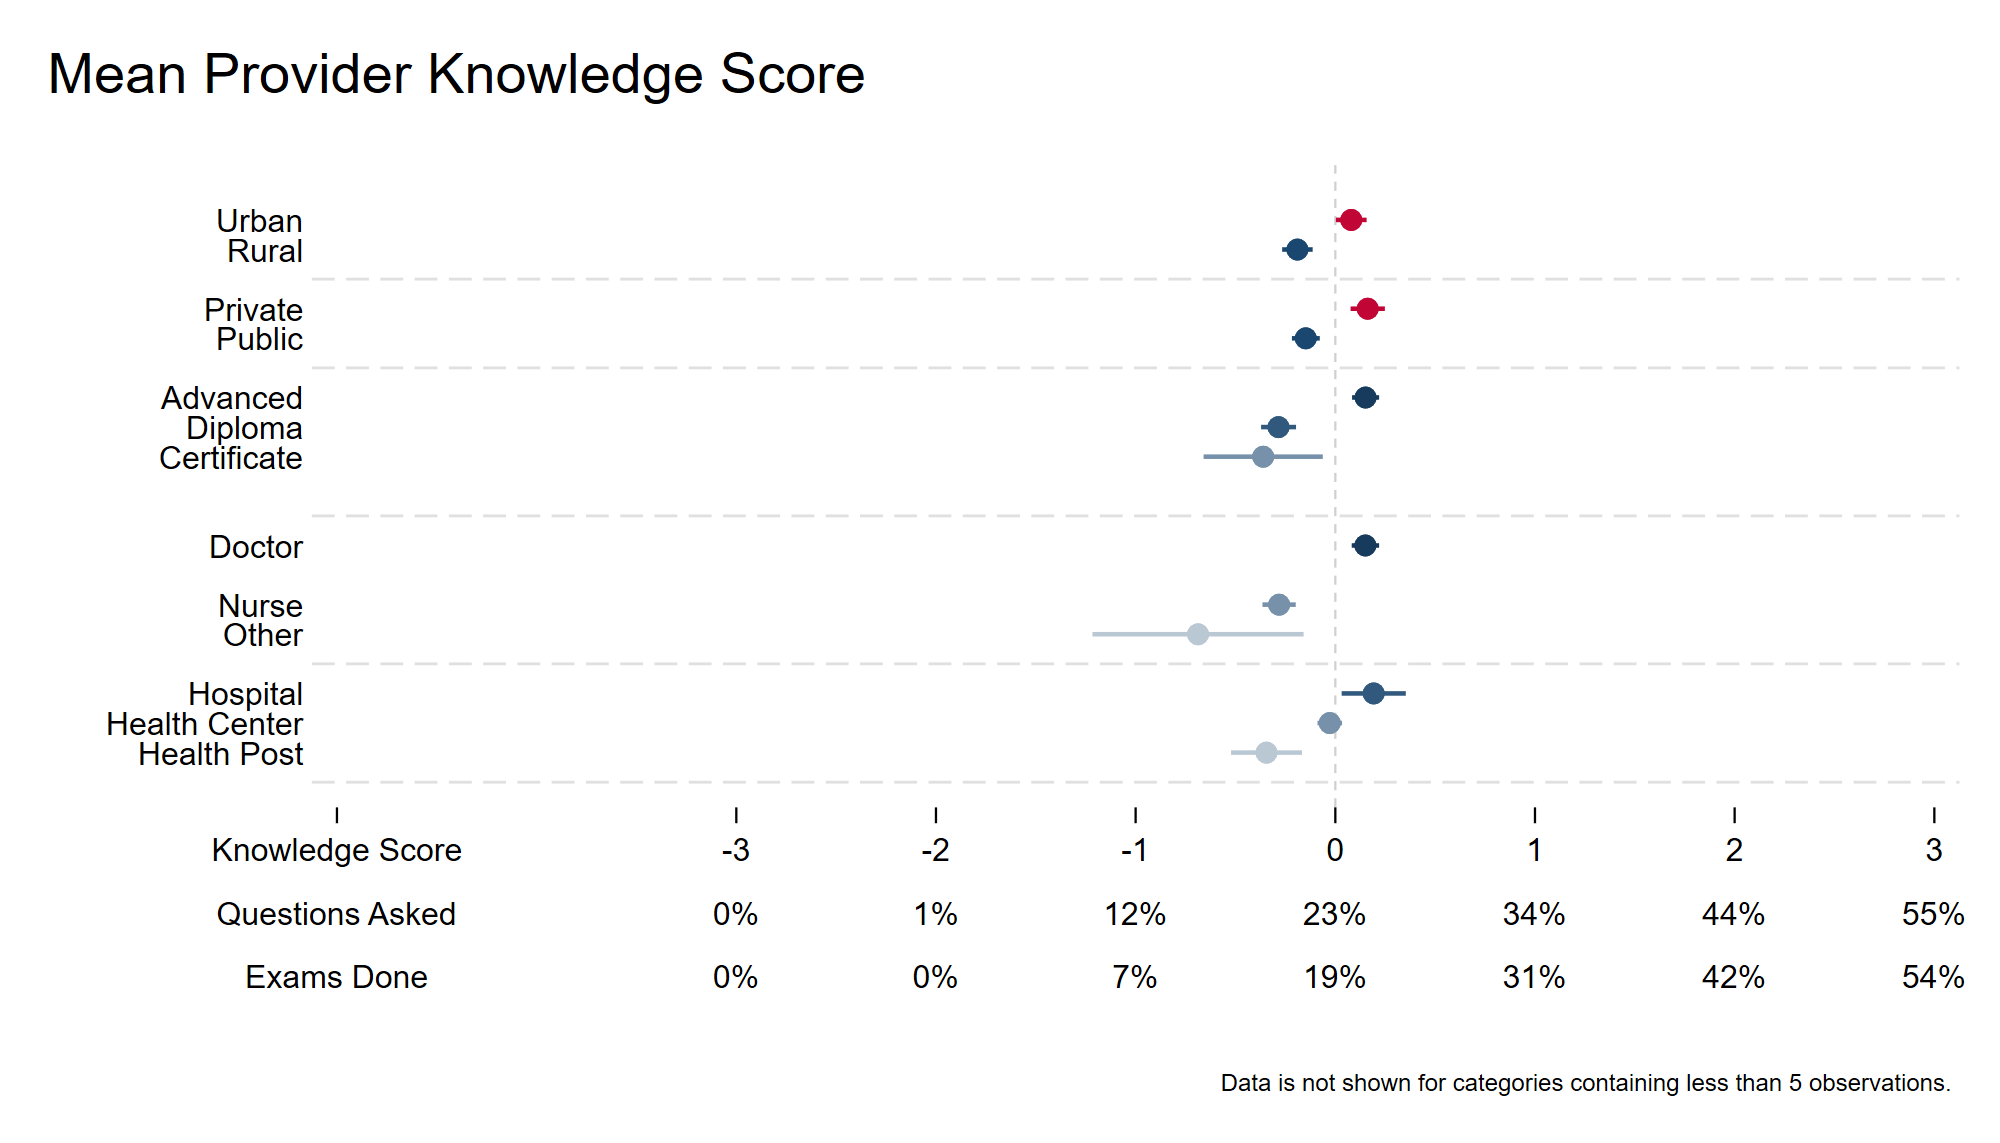 Mean Provider Knowledge Score
Urban
Rural
Private
Public
Advanced
Diploma
Certificate
Doctor
Nurse
Other
Hospital
Health Center
Health Post
Knowledge Score -3 -2 -1 0 1 2 3
Questions Asked 0% 1% 12% 23% 34% 44% 55%
Exams Done 0% 0% 7% 19% 31% 42% 54%
Data is not shown for categories containing less than 5 observations.